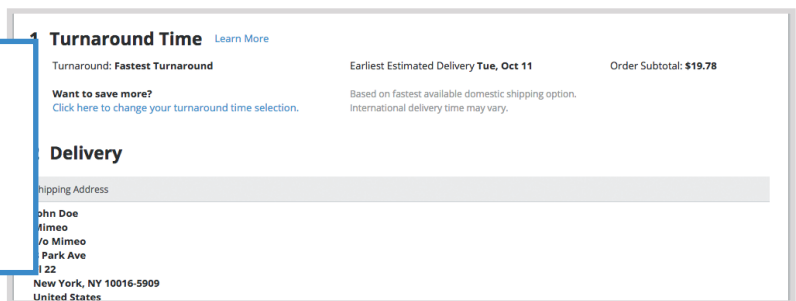 1 Turnaround Time Learn More
Turnaround: Fastest Turnaround Earliest Estimated Delivery Tue, Oct 11 Order Subtotal: $19.78
Want to save more? Based on fastest available domestic shipping option.
Click here to change your turnaround time selection. International delivery time may vary.
Delivery
hipping Address
ohn Doe
Mimeo
/o Mimeo
Park Ave
l 22
New York, NY 10016-5909
United States